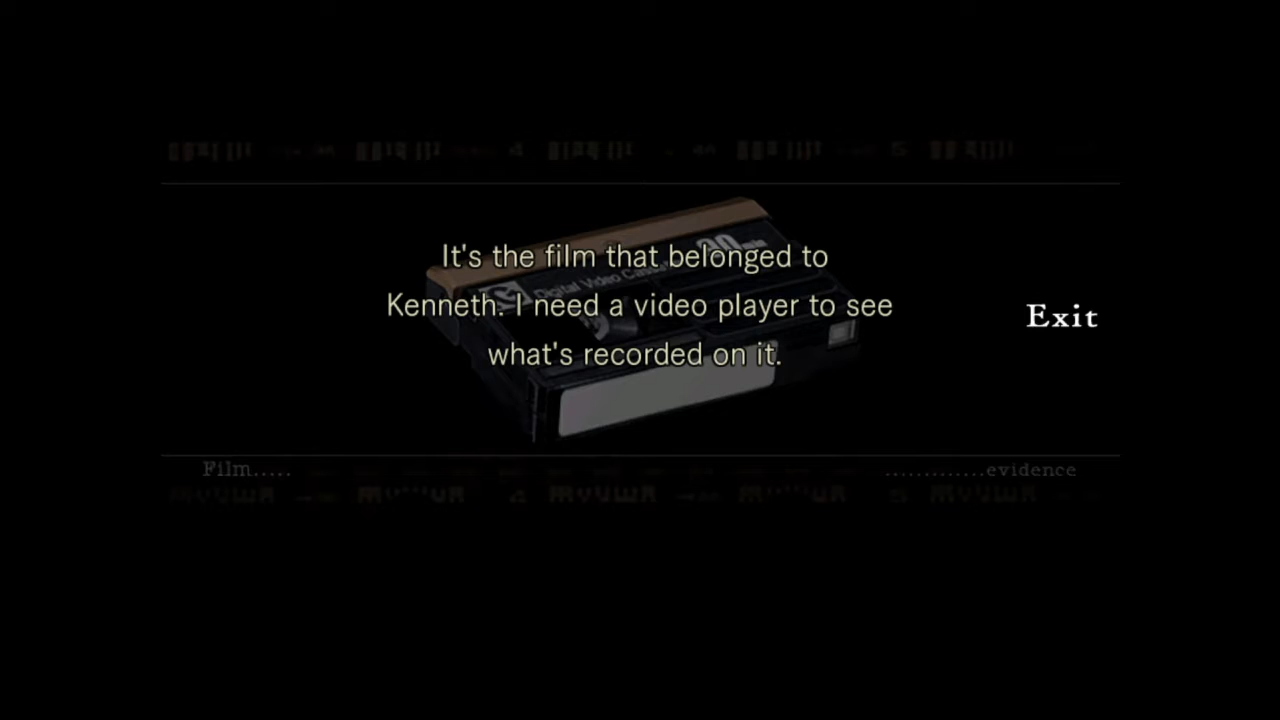 It's the film that belonged to
Kenneth. I need a video player to see
what's recorded on it.
Exit
Film..... .............evidence